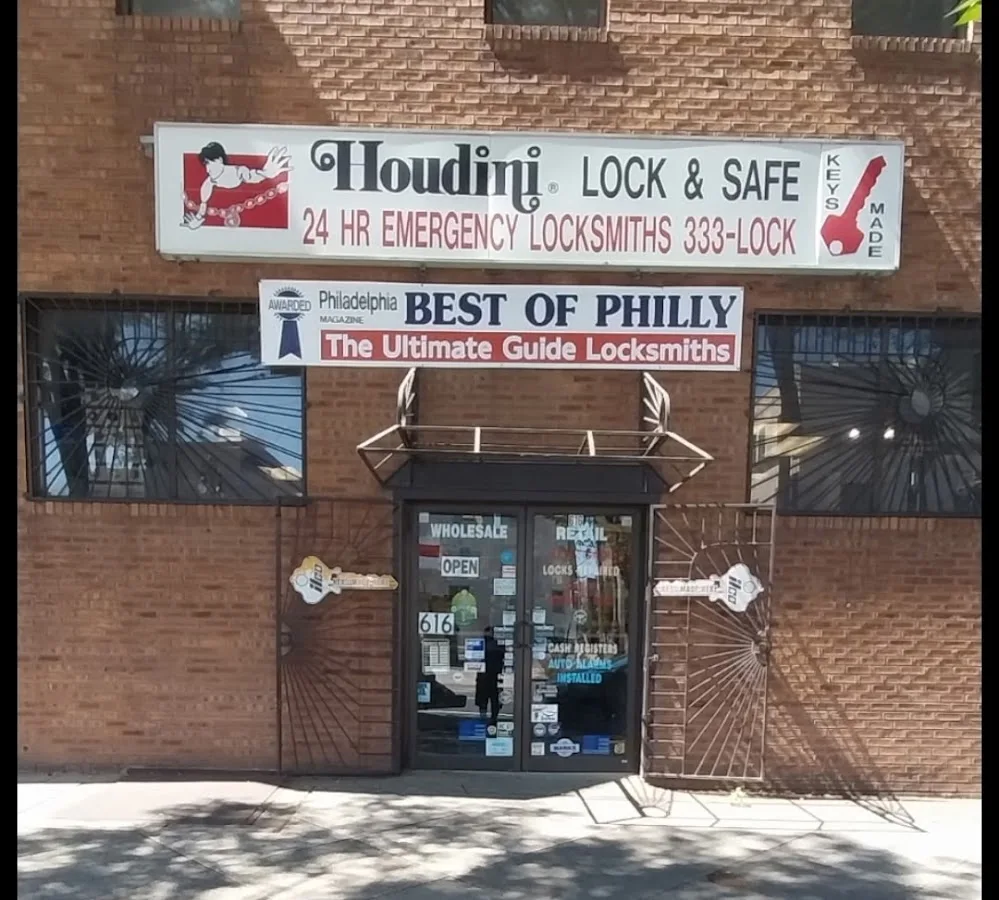 Houdini® LOCK & SAFE
24 HR EMERGENCY LOCKSMITHS 333-LOCK
KEYS
MADE
AWARDED
Philadelphia
MAGAZINE
BEST OF PHILLY
The Ultimate Guide Locksmiths
WHOLESALE
RETAIL
OPEN
LOCKS REPAIRED
ilco
ilco
616
CASH REGISTERS
AUTO ALARMS
INSTALLED